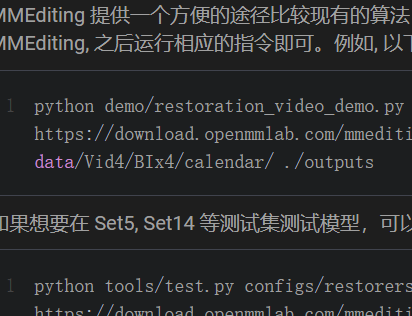 MMEditing 提供一个方便的途径比较现有的算法
MMEditing, 之后运行相应的指令即可。例如, 以下
1 python demo/restoration_video_demo.py
https://download.openmmlab.com/mmediti
data/Vid4/BIx4/calendar/ ./outputs
如果想要在 Set5, Set14 等测试集测试模型，可以
1 python tools/test.py configs/restorers
https://download.openmmlab.com/mmediti